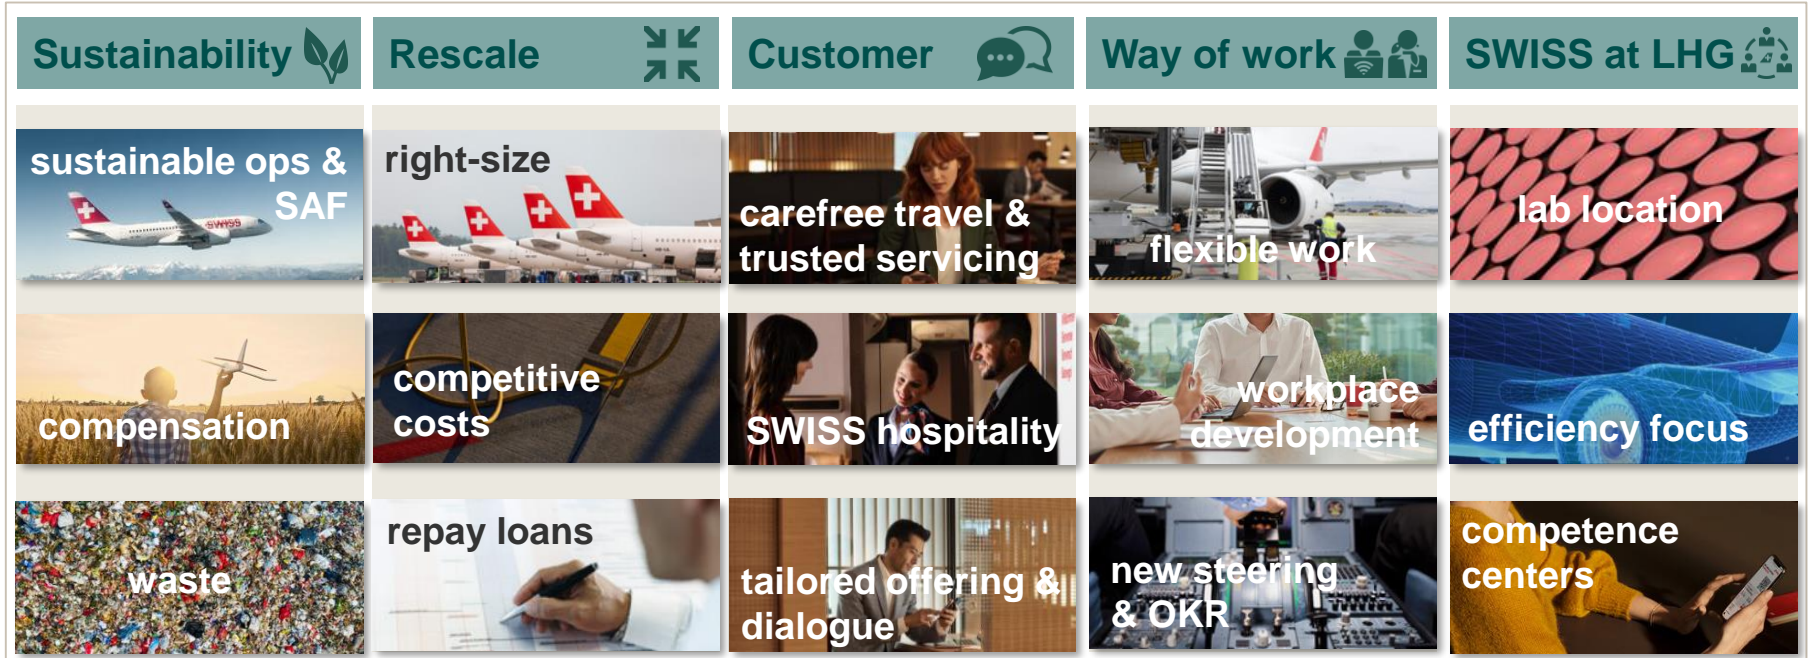 Sustainability
Rescale
Customer
Way of work
SWISS at LHG
sustainable ops &
SAF
SWISS
right-size
carefree travel &
trusted servicing
flexible work
lab location
compensation
competitive
costs
SWISS hospitality
workplace
development
efficiency focus
waste
repay loans
tailored offering &
dialogue
new steering
& OKR
competence
centers